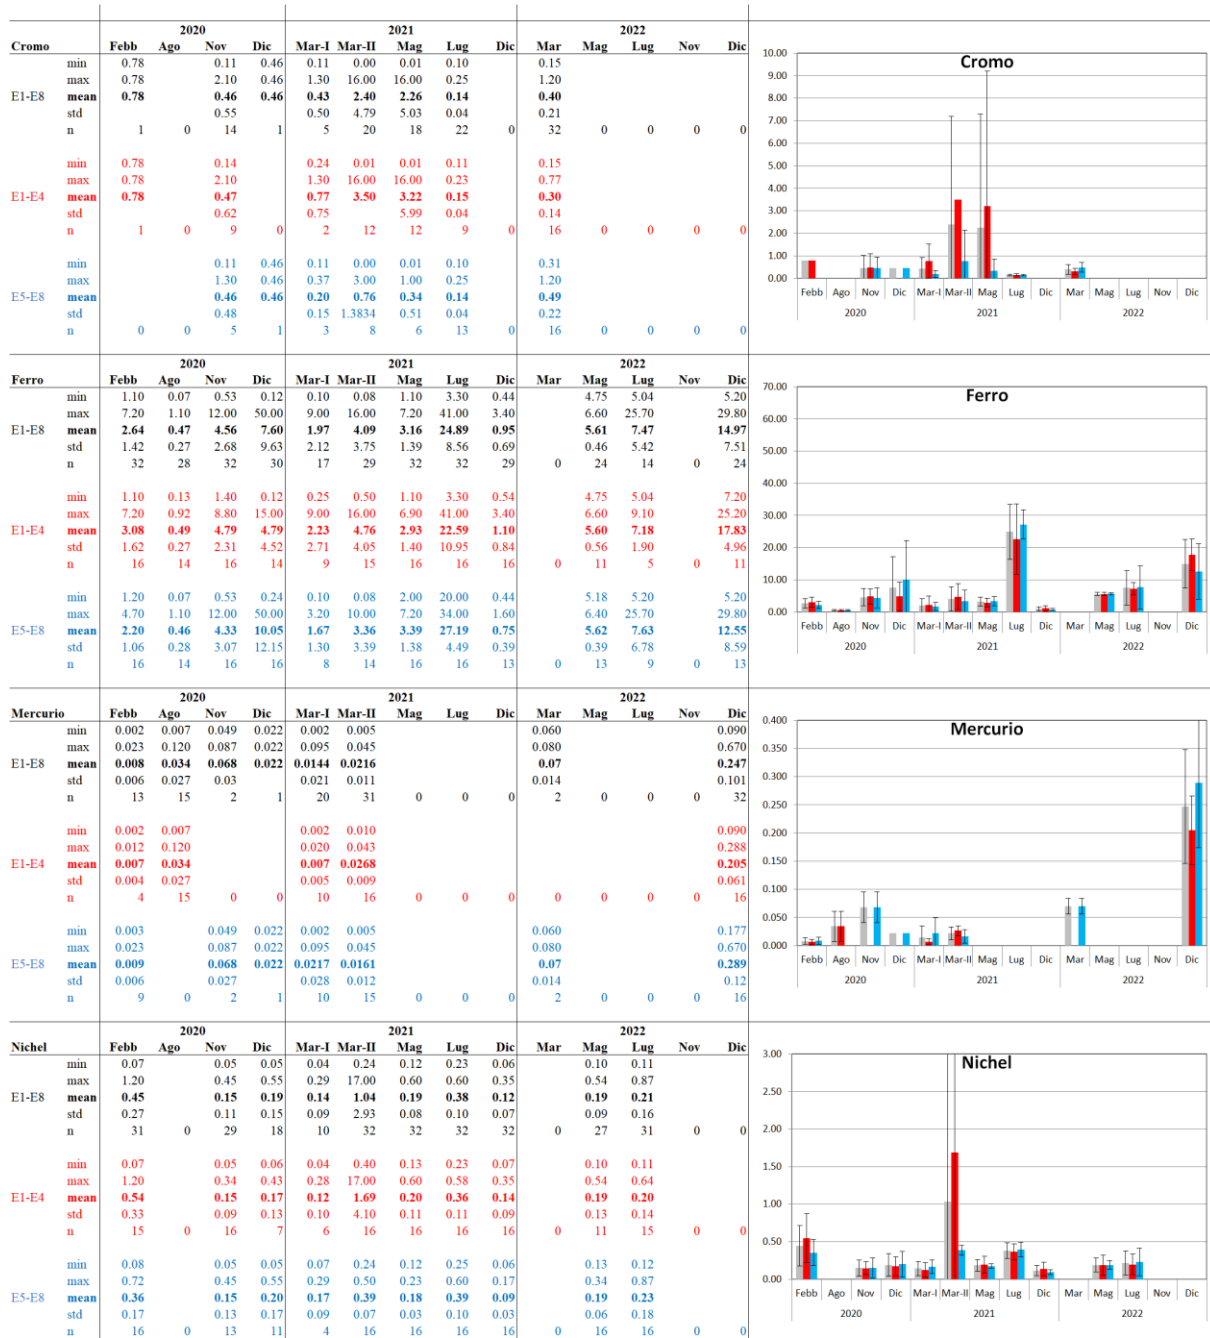 2020 2021 2022
Cromo Febb Ago Nov Dic Mar-I Mar-II Mag Lug Dic Mar Mag Lug Nov Dic
min 0.78 0.11 0.46 0.11 0.00 0.01 0.10 0.15
max 0.78 2.10 0.46 1.30 16.00 16.00 0.25 1.20
E1-E8 mean 0.78 0.46 0.46 0.43 2.40 2.26 0.14 0.40
std 0.55 0.50 4.79 5.03 0.04 0.21
n 1 0 14 1 5 20 18 22 0 32 0 0 0 0
min 0.78 0.14 0.24 0.01 0.01 0.11 0.15
max 0.78 2.10 1.30 16.00 16.00 0.23 0.77
E1-E4 mean 0.78 0.47 0.77 3.50 3.22 0.15 0.30
std 0.62 0.75 5.99 0.04 0.14
n 1 0 9 0 2 12 12 9 0 16 0 0 0 0
min 0.11 0.46 0.11 0.00 0.01 0.10 0.31
max 1.30 0.46 0.37 3.00 1.00 0.25 1.20
E5-E8 mean 0.46 0.46 0.20 0.76 0.34 0.14 0.49
std 0.48 0.15 1.3834 0.51 0.04 0.22
n 0 0 5 1 3 8 6 13 0 16 0 0 0 0
Cromo
10.00
9.00
8.00
7.00
6.00
5.00
4.00
3.00
2.00
1.00
0.00
Febb Ago Nov Dic Mar-I Mar-II Mag Lug Dic Mar Mag Lug Nov Dic
2020 2021 2022
2020 2021 2022
Ferro Febb Ago Nov Dic Mar-I Mar-II Mag Lug Dic Mar Mag Lug Nov Dic
min 1.10 0.07 0.53 0.12 0.10 0.08 1.10 3.30 0.44 4.75 5.04 5.20
max 7.20 1.10 12.00 50.00 9.00 16.00 7.20 41.00 3.40 6.60 25.70 29.80
E1-E8 mean 2.64 0.47 4.56 7.60 1.97 4.09 3.16 24.89 0.95 5.61 7.47 14.97
std 1.42 0.27 2.68 9.63 2.12 3.75 1.39 8.56 0.69 0.46 5.42 7.51
n 32 28 32 30 17 29 32 32 29 0 24 14 0 24
min 1.10 0.13 1.40 0.12 0.25 0.50 1.10 3.30 0.54 4.75 5.04 7.20
max 7.20 0.92 8.80 15.00 9.00 16.00 6.90 41.00 3.40 6.60 9.10 25.20
E1-E4 mean 3.08 0.49 4.79 4.79 2.23 4.76 2.93 22.59 1.10 5.60 7.18 17.83
std 1.62 0.27 2.31 4.52 2.71 4.05 1.40 10.95 0.84 0.56 1.90 4.96
n 16 14 16 14 9 15 16 16 16 0 11 5 0 11
min 1.20 0.07 0.53 0.24 0.10 0.08 2.00 20.00 0.44 5.18 5.20 5.20
max 4.70 1.10 12.00 50.00 3.20 10.00 7.20 34.00 1.60 6.40 25.70 29.80
E5-E8 mean 2.20 0.46 4.33 10.05 1.67 3.36 3.39 27.19 0.75 5.62 7.63 12.55
std 1.06 0.28 3.07 12.15 1.30 3.39 1.38 4.49 0.39 0.39 6.78 8.59
n 16 14 16 16 8 14 16 16 13 0 13 9 0 13
Ferro
70.00
60.00
50.00
40.00
30.00
20.00
10.00
0.00
Febb Ago Nov Dic Mar-I Mar-II Mag Lug Dic Mar Mag Lug Nov Dic
2020 2021 2022
2020 2021 2022
Mercurio Febb Ago Nov Dic Mar-I Mar-II Mag Lug Dic Mar Mag Lug Nov Dic
min 0.002 0.007 0.049 0.022 0.002 0.005 0.060 0.090
max 0.023 0.120 0.087 0.022 0.095 0.045 0.080 0.670
E1-E8 mean 0.008 0.034 0.068 0.022 0.0144 0.0216 0.07 0.247
std 0.006 0.027 0.03 0.021 0.011 0.014 0.101
n 13 15 2 1 20 31 0 0 0 2 0 0 0 32
min 0.002 0.007 0.002 0.010 0.090
max 0.012 0.120 0.020 0.043 0.288
E1-E4 mean 0.007 0.034 0.007 0.0268 0.205
std 0.004 0.027 0.005 0.009 0.061
n 4 15 0 0 10 16 0 0 0 0 0 0 0 16
min 0.003 0.049 0.022 0.002 0.005 0.060 0.177
max 0.023 0.087 0.022 0.095 0.045 0.080 0.670
E5-E8 mean 0.009 0.068 0.022 0.0217 0.0161 0.07 0.289
std 0.006 0.027 0.028 0.012 0.014 0.12
n 9 0 2 1 10 15 0 0 0 2 0 0 0 16
Mercurio
0.400
0.350
0.300
0.250
0.200
0.150
0.100
0.050
0.000
Febb Ago Nov Dic Mar-I Mar-II Mag Lug Dic Mar Mag Lug Nov Dic
2020 2021 2022
2020 2021 2022
Nichel Febb Ago Nov Dic Mar-I Mar-II Mag Lug Dic Mar Mag Lug Nov Dic
min 0.07 0.05 0.05 0.04 0.24 0.12 0.23 0.06 0.10 0.11
max 1.20 0.45 0.55 0.29 17.00 0.60 0.60 0.35 0.54 0.87
E1-E8 mean 0.45 0.15 0.19 0.14 1.04 0.19 0.38 0.12 0.19 0.21
std 0.27 0.11 0.15 0.09 2.93 0.08 0.10 0.07 0.09 0.16
n 31 0 29 18 10 32 32 32 32 0 27 31 0 0
min 0.07 0.05 0.06 0.04 0.40 0.13 0.23 0.07 0.10 0.11
max 1.20 0.34 0.43 0.28 17.00 0.60 0.58 0.35 0.54 0.64
E1-E4 mean 0.54 0.15 0.17 0.12 1.69 0.20 0.36 0.14 0.19 0.20
std 0.33 0.09 0.13 0.10 4.10 0.11 0.11 0.09 0.13 0.14
n 15 0 16 7 6 16 16 16 16 0 11 15 0 0
min 0.08 0.05 0.05 0.07 0.24 0.12 0.25 0.06 0.13 0.12
max 0.72 0.45 0.55 0.29 0.50 0.23 0.60 0.17 0.34 0.87
E5-E8 mean 0.36 0.15 0.20 0.17 0.39 0.18 0.39 0.09 0.19 0.23
std 0.17 0.13 0.17 0.09 0.07 0.03 0.10 0.03 0.06 0.18
n 16 0 13 11 4 16 16 16 16 0 16 16 0 0
Nichel
3.00
2.50
2.00
1.50
1.00
0.50
0.00
Febb Ago Nov Dic Mar-I Mar-II Mag Lug Dic Mar Mag Lug Nov Dic
2020 2021 2022